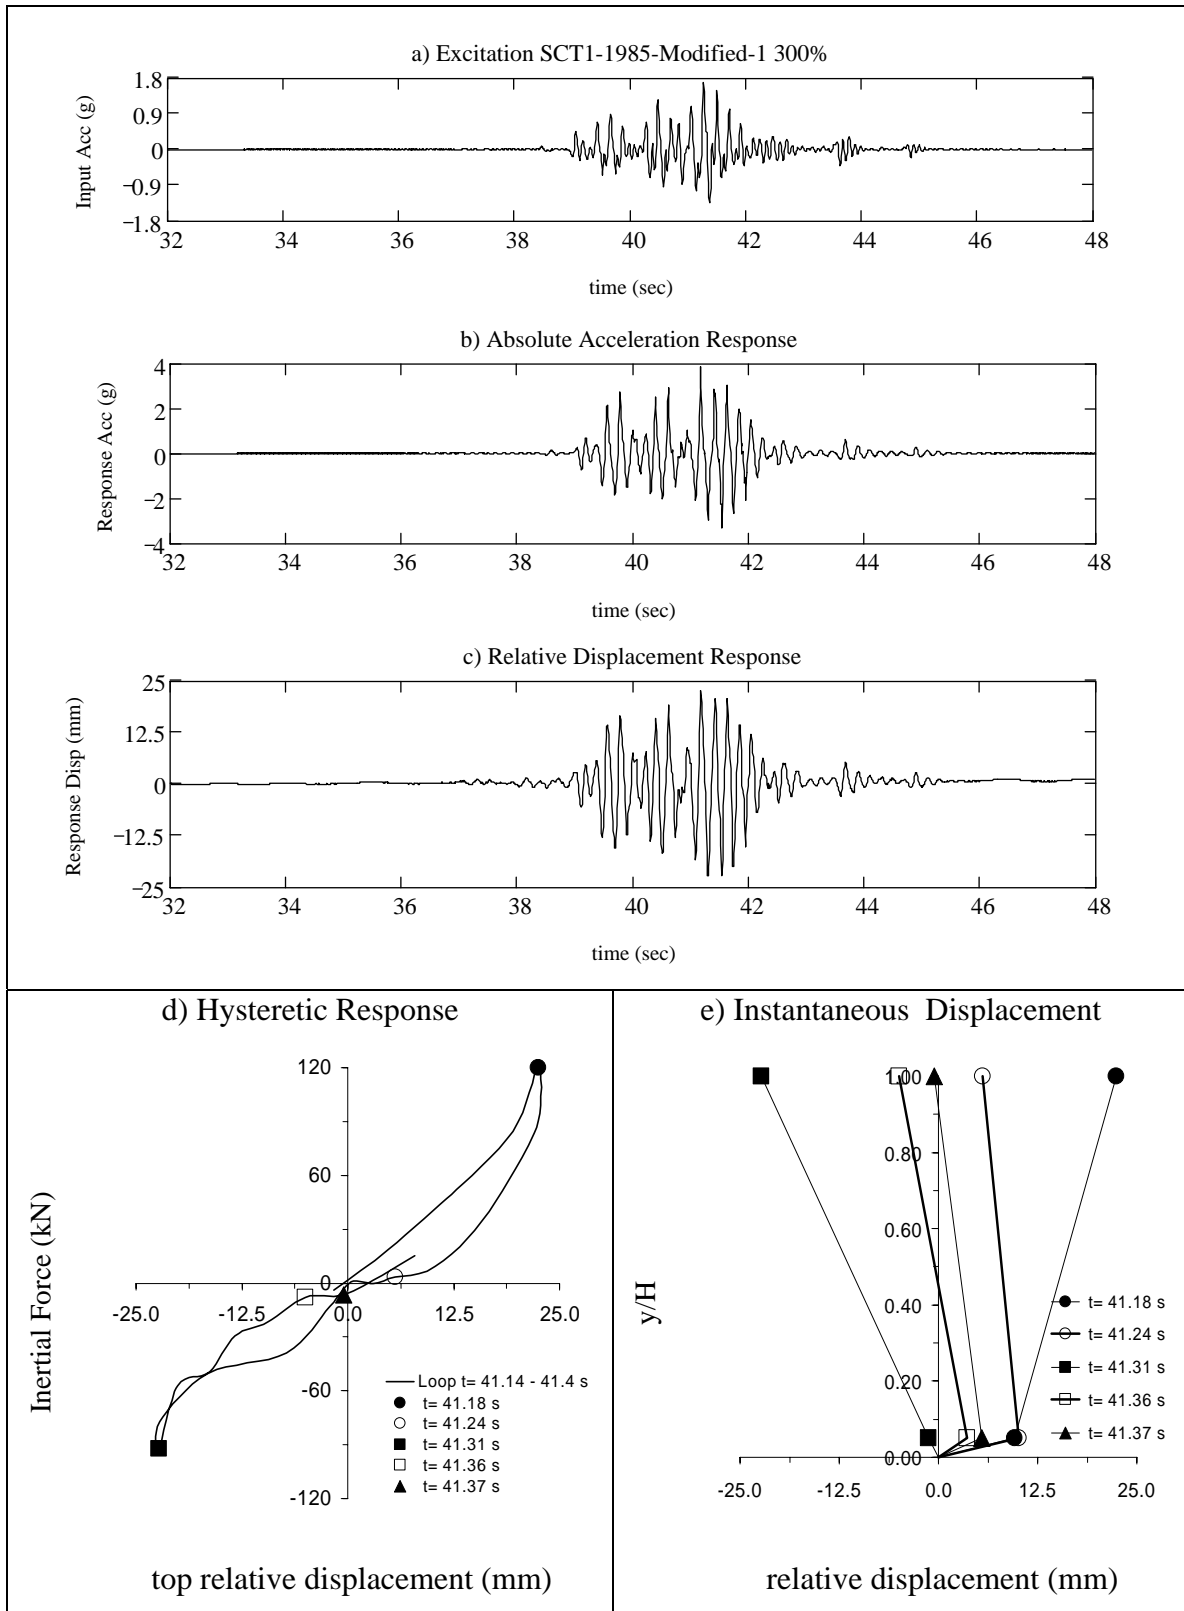 a) Excitation SCT1-1985-Modified-1 300%
1.8
0.9
0
−0.9
−1.8
Input Acc (g)
32 34 36 38 40 42 44 46 48
time (sec)
b) Absolute Acceleration Response
4
2
0
−2
−4
Response Acc (g)
32 34 36 38 40 42 44 46 48
time (sec)
c) Relative Displacement Response
25
12.5
0
−12.5
−25
Response Disp (mm)
32 34 36 38 40 42 44 46 48
time (sec)
d) Hysteretic Response
120
60
0
-60
-120
-25.0 -12.5 0.0 12.5 25.0
Inertial Force (kN)
Loop t= 41.14 - 41.4 s
t= 41.18 s
t= 41.24 s
t= 41.31 s
t= 41.36 s
t= 41.37 s
top relative displacement (mm)
e) Instantaneous Displacement
1.00
0.80
0.60
0.40
0.20
0.00
y/H
t= 41.18 s
t= 41.24 s
t= 41.31 s
t= 41.36 s
t= 41.37 s
-25.0 -12.5 0.0 12.5 25.0
relative displacement (mm)